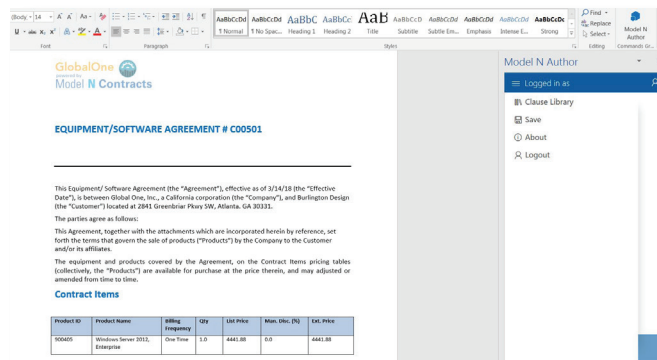 (Body
14
Aa
Find
Replace
Select
AaBbCcDd
AaBbCcDd
AaBbC
AaBbCc
AaB
AaBbCcD
AaBbCcDd
AaBbCcDd
AaBbCcDd
AaBbCcDc
1 Normal
1 No Spac...
Heading 1
Heading 2
Title
Subtitle
Subtle Em...
Emphasis
Intense E...
Strong
Model N
Author
Font
Paragraph
Styles
Editing
Commands Gr...
GlobalOne
powered by
Model N Contracts
EQUIPMENT/SOFTWARE AGREEMENT # C00501
This Equipment/ Software Agreement (the "Agreement"), effective as of 3/14/18 (the "Effective
Date"), is between Global One, Inc., a California corporation (the "Company"), and Burlington Design
(the "Customer") located at 2841 Greenbriar Pkwy SW, Atlanta. GA 30331.
The parties agree as follows:
This Agreement, together with the attachments which are incorporated herein by reference, set
forth the terms that govern the sale of products ("Products") by the Company to the Customer
and/or its affiliates.
The equipment and products covered by the Agreement, on the Contract Items pricing tables
(collectively, the "Products") are available for purchase at the price therein, and may adjusted or
amended from time to time.
Contract Items
Product ID Product Name Billing Frequency Qty List Price Man. Disc. (%) Ext. Price
900405 Windows Server 2012, Enterprise One Time 1.0 4441.88 0.0 4441.88
Model N Author
Logged in as
Clause Library
Save
About
Logout